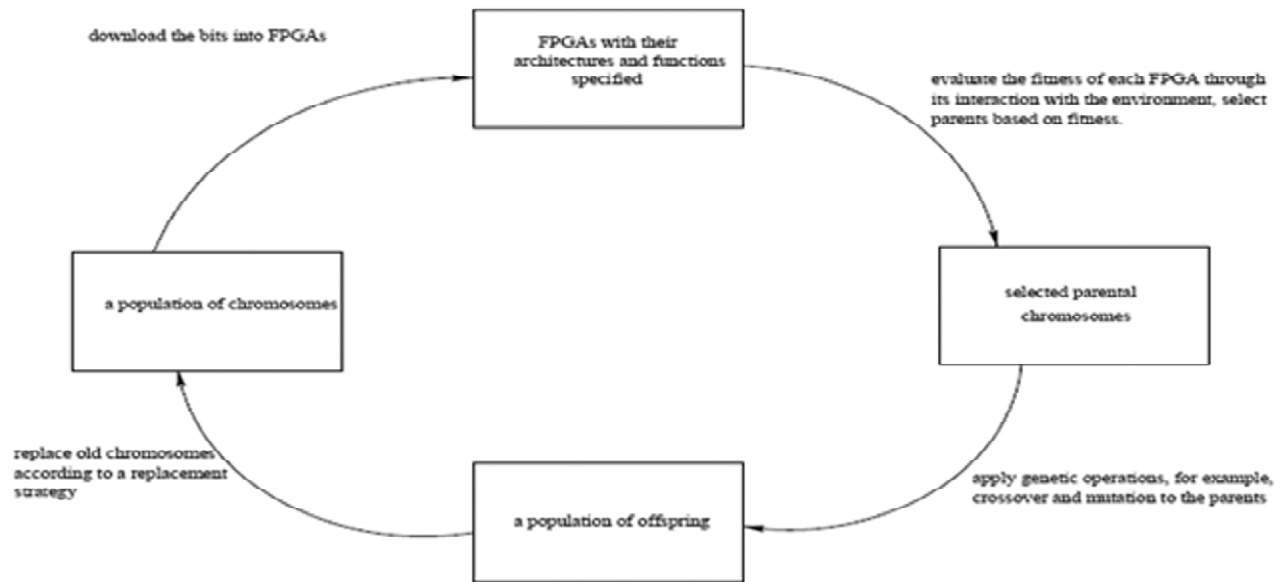 download the bits into FPGAs
FPGAs with their
architectures and functions
specified
evaluate the fitness of each FPGA through
its interaction with the environment, select
parents based on fitness.
a population of chromosomes
selected parental
chromosomes
replace old chromosomes
according to a replacement
strategy
a population of offspring
apply genetic operations, for example,
crossover and mutation to the parents